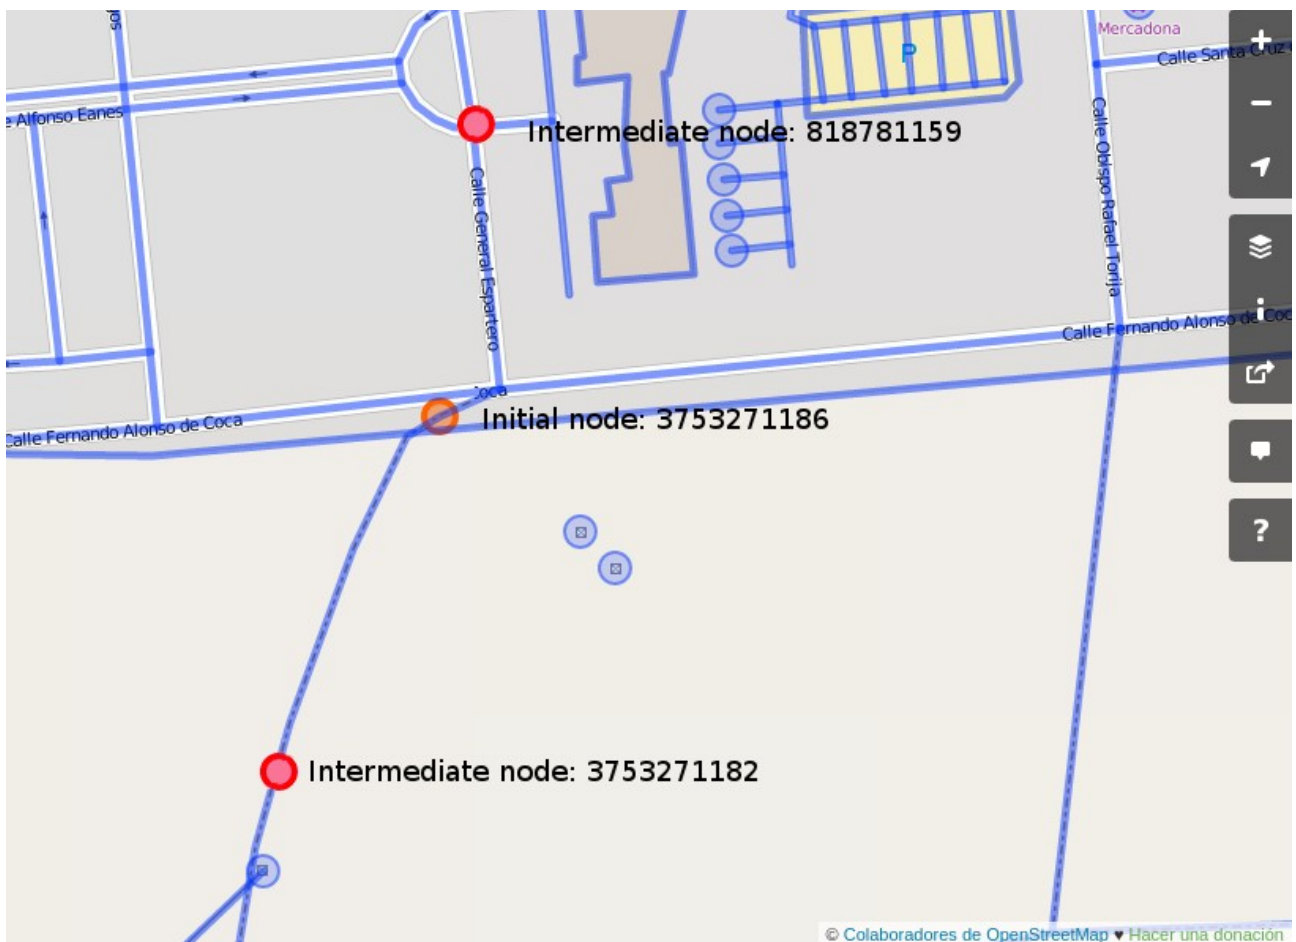 gos
Mercadona
P
Calle Santa Cruz
e Alfonso Eanes
Intermediate node: 818781159
Calle General Espartero
Calle Obispo Rafael Torija
Calle Fernando Alonso de Coca
Coca
Initial node: 3753271186
Calle Fernando Alonso de Coca
Intermediate node: 3753271182
+
−
i
?
© Colaboradores de OpenStreetMap ♥ Hacer una donación